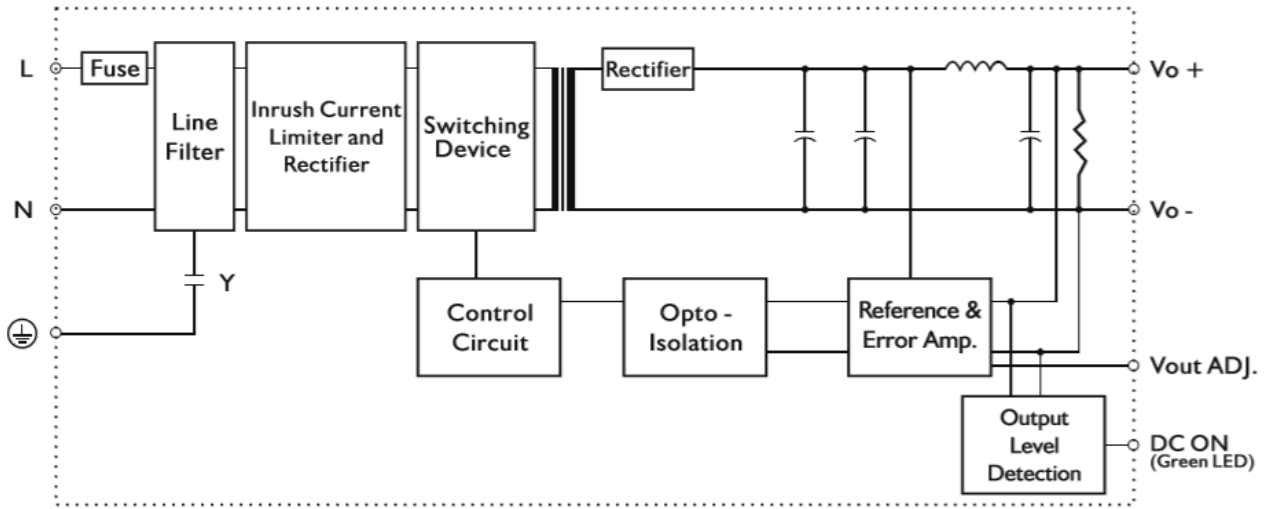 L
Fuse
Line
Filter
Inrush Current
Limiter and
Rectifier
Switching
Device
Rectifier
Vo +
N
Vo -
Y
Control
Circuit
Opto -
Isolation
Reference &
Error Amp.
Vout ADJ.
Output
Level
Detection
DC ON
(Green LED)